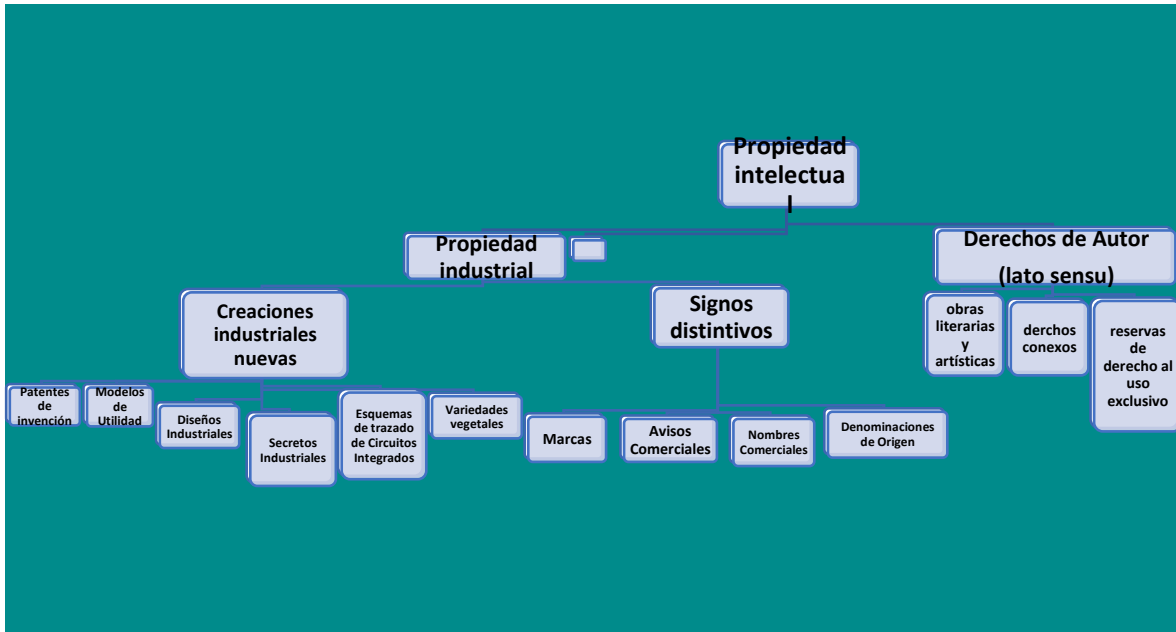 Propiedad
intelectua
l
Propiedad
industrial
Derechos de Autor
(lato sensu)
Creaciones
industriales
nuevas
Signos
distintivos
obras
literarias
y
artísticas
derchos
conexos
reservas
de
derecho al
uso
exclusivo
Patentes
de
invención
Modelos
de
Utilidad
Diseños
Industriales
Secretos
Industriales
Esquemas
de trazado
de Circuitos
Integrados
Variedades
vegetales
Marcas
Avisos
Comerciales
Nombres
Comerciales
Denominaciones
de Origen